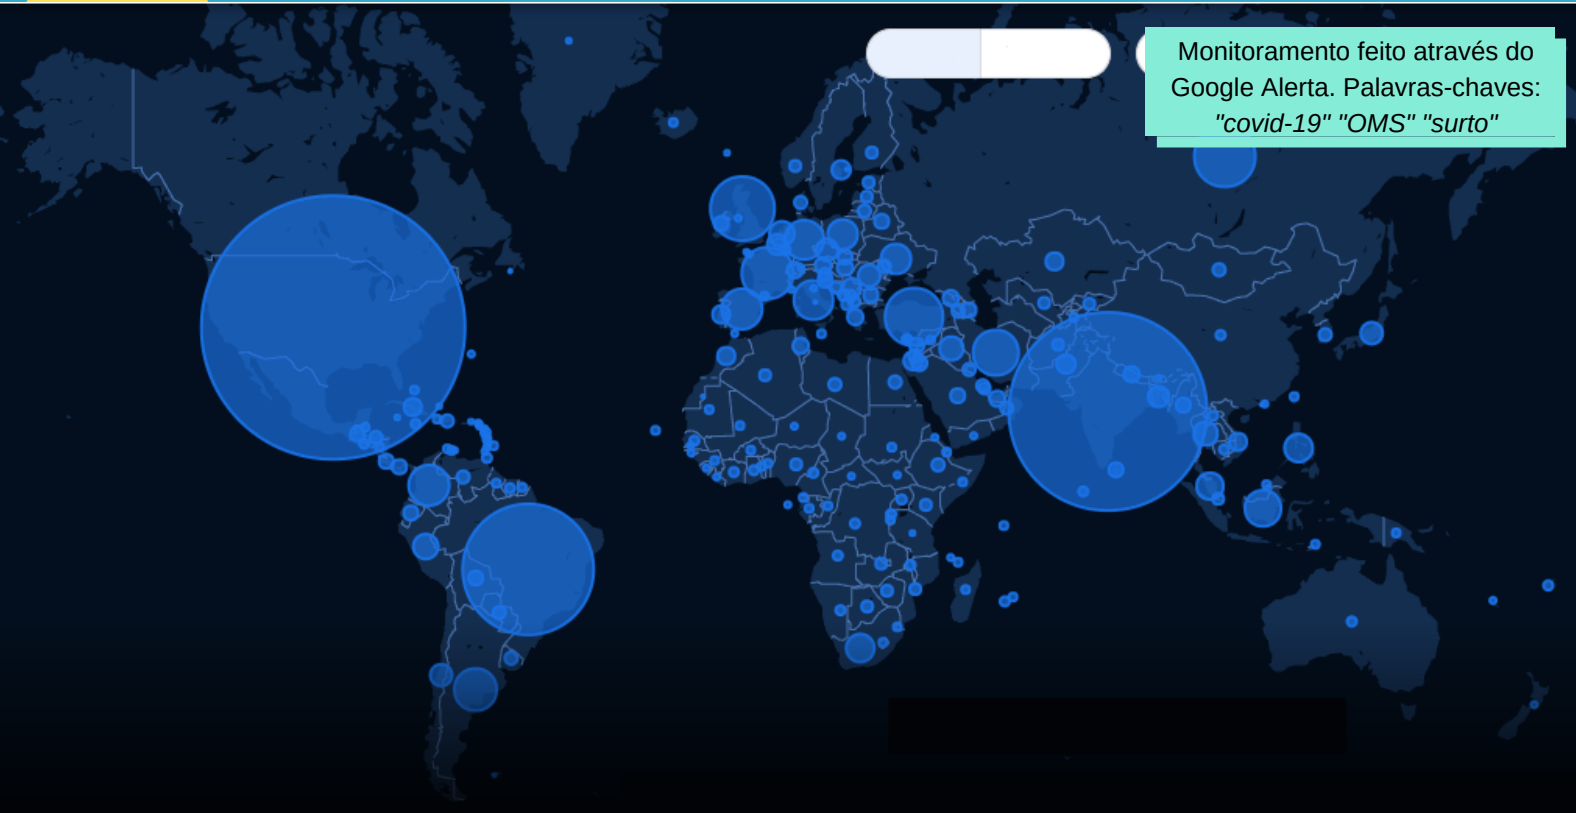 Monitoramento feito através do
Google Alerta. Palavras-chaves:
"covid-19" "OMS" "surto"